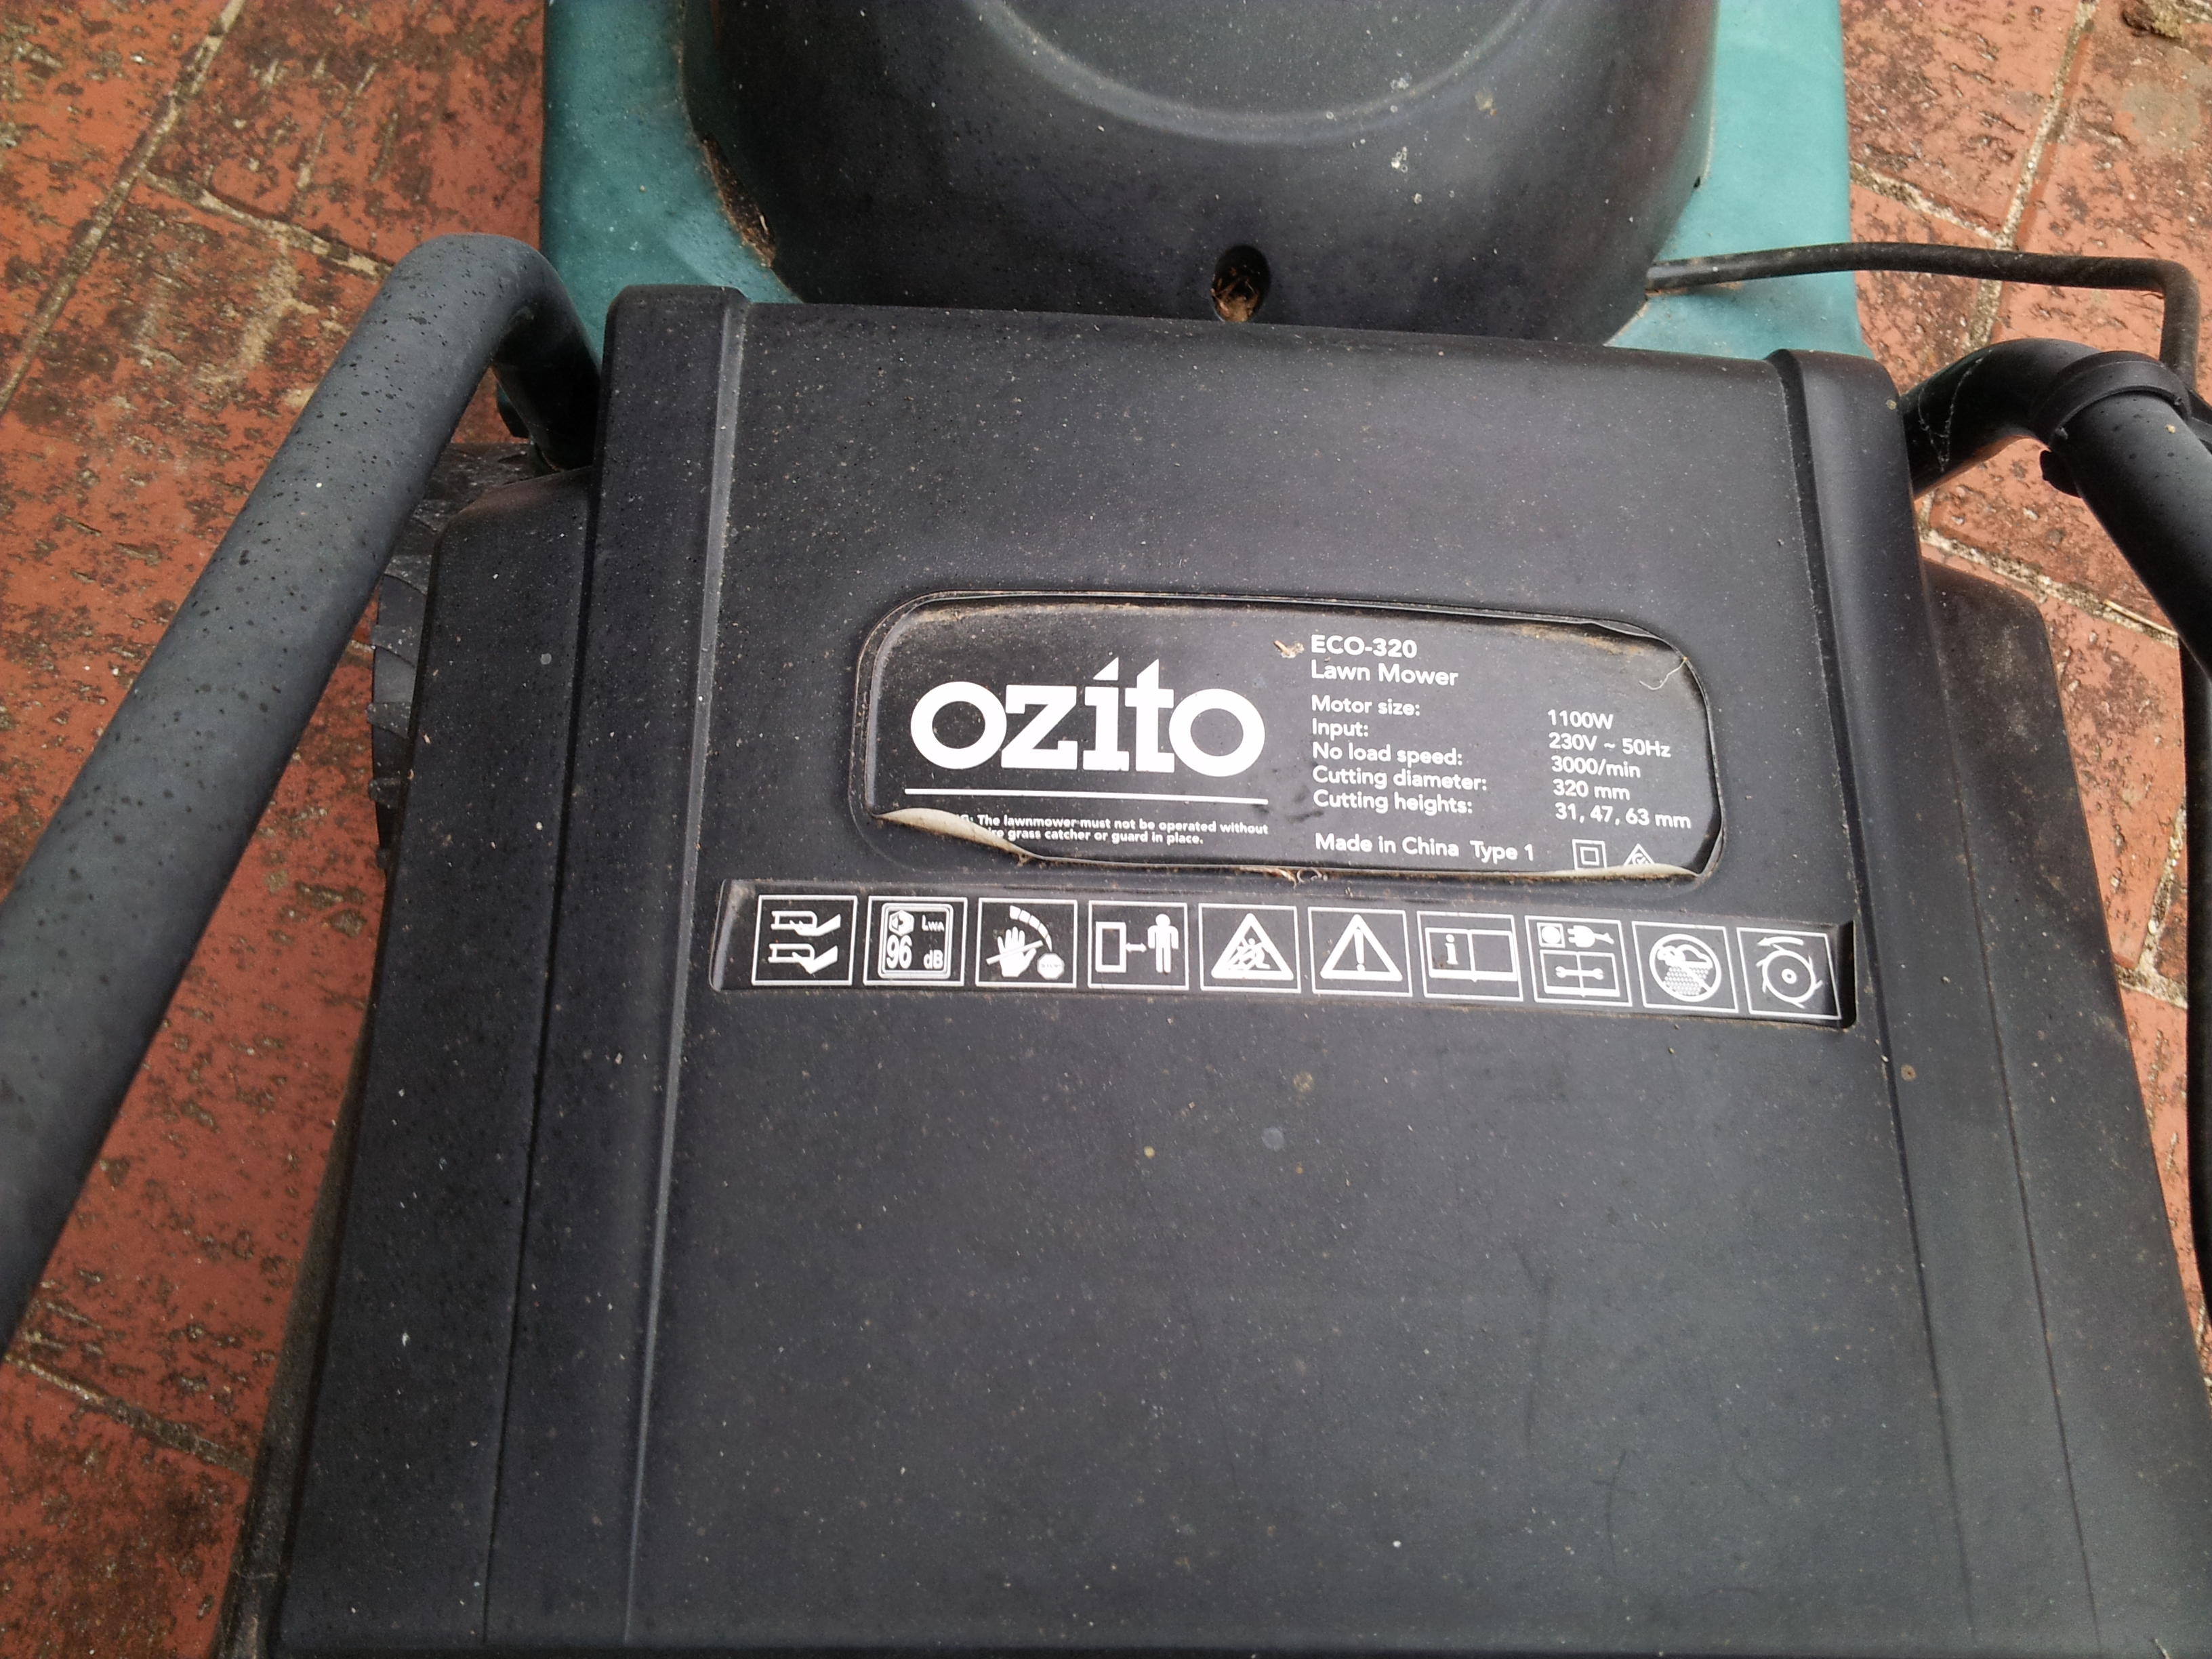 ozito
: The lawnmower must not be operated without
grass catcher or guard in place.
ECO-320
Lawn Mower
Motor size: 1100W
Input: 230V ~ 50Hz
No load speed: 3000/min
Cutting diameter: 320 mm
Cutting heights: 31, 47, 63 mm
Made in China Type 1
LWA
96 dB
i